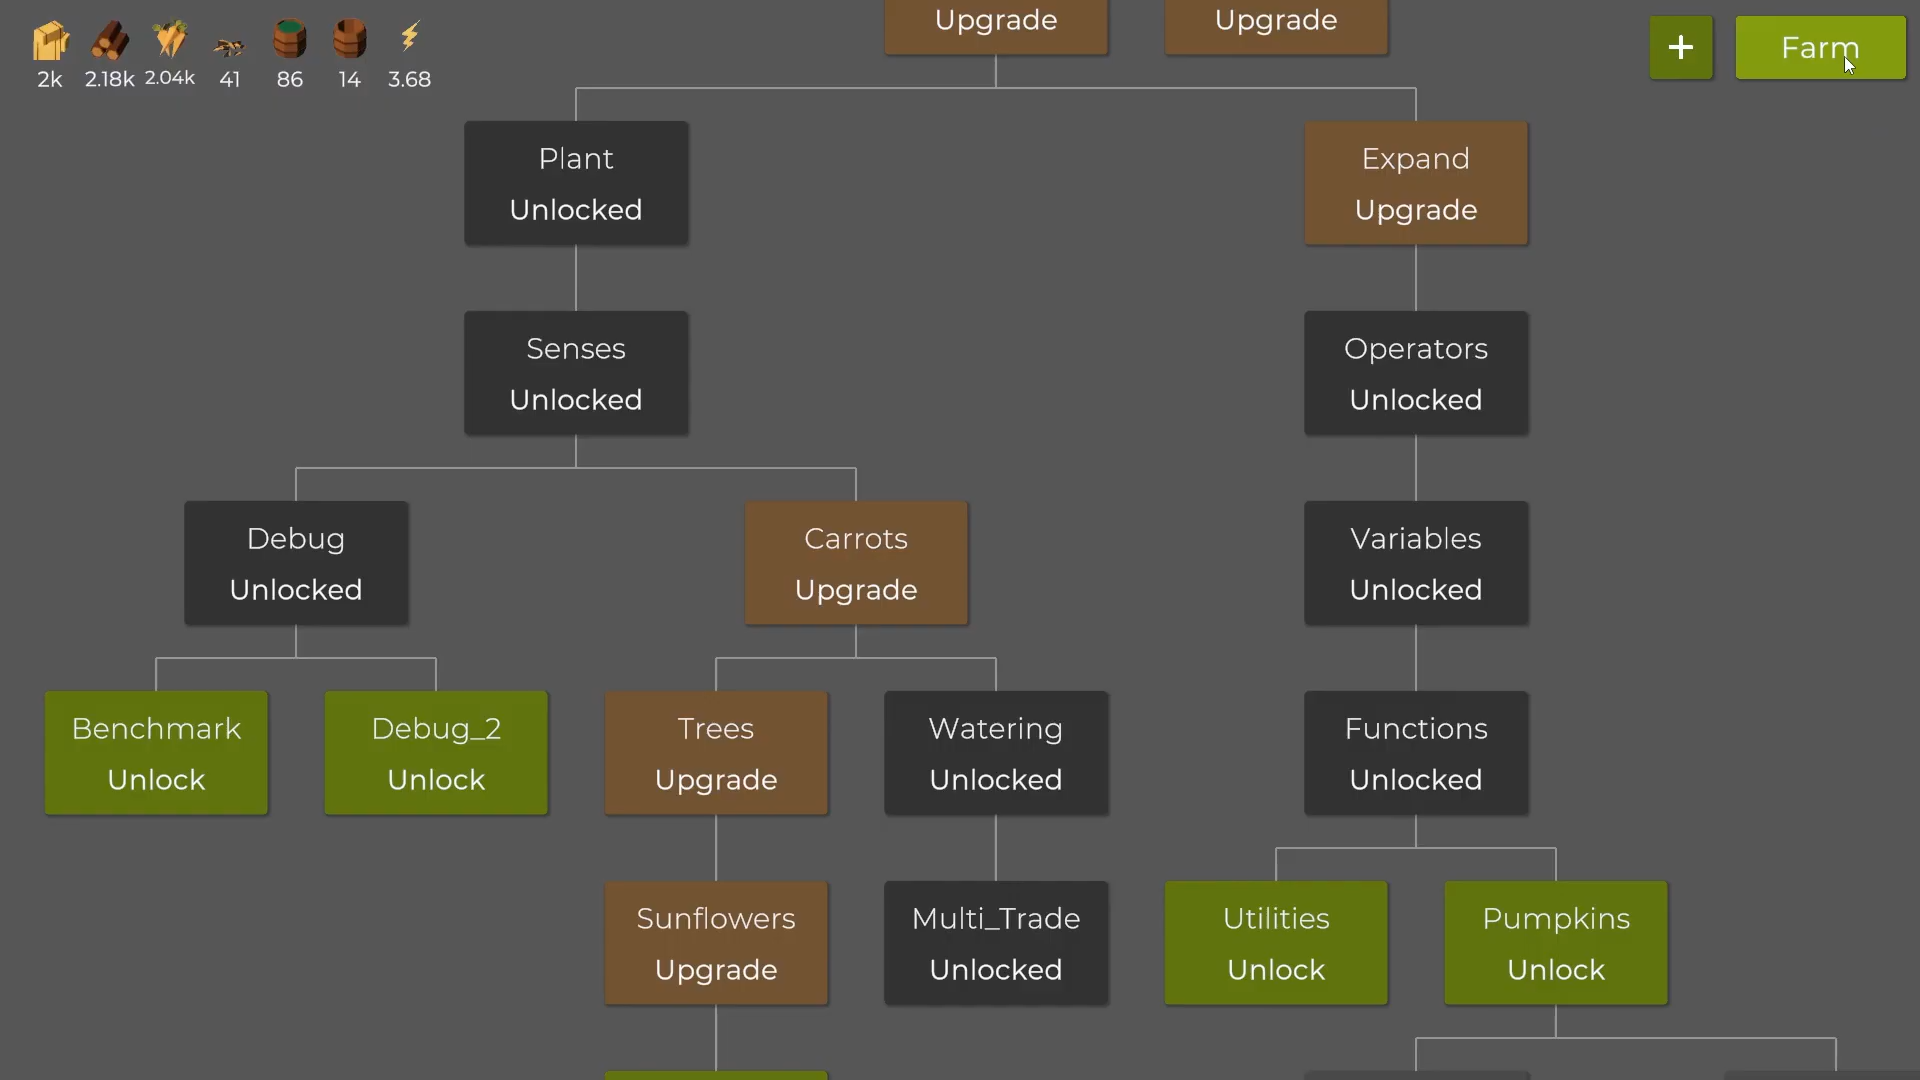 Upgrade
Upgrade
+
Farm
2k 2.18k 2.04k 41 86 14 3.68
Plant
Unlocked
Expand
Upgrade
Senses
Unlocked
Operators
Unlocked
Debug
Unlocked
Carrots
Upgrade
Variables
Unlocked
Benchmark
Unlock
Debug_2
Unlock
Trees
Upgrade
Watering
Unlocked
Functions
Unlocked
Sunflowers
Upgrade
Multi_Trade
Unlocked
Utilities
Unlock
Pumpkins
Unlock